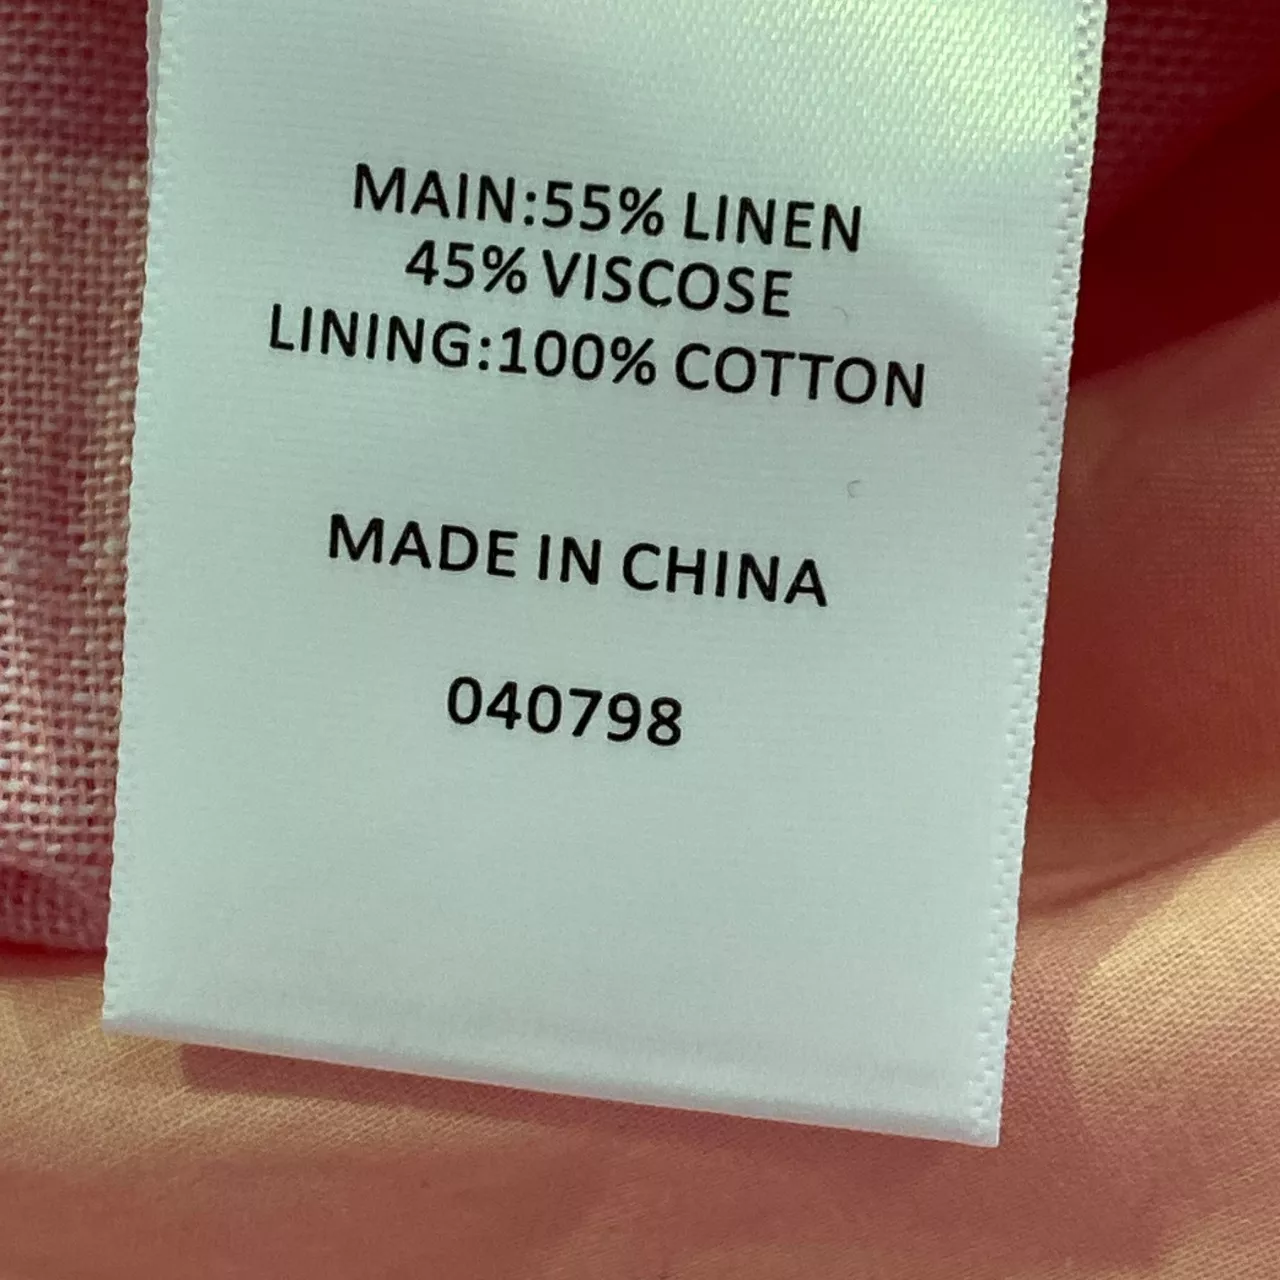 MAIN:55% LINEN
45% VISCOSE
LINING:100% COTTON
MADE IN CHINA
040798